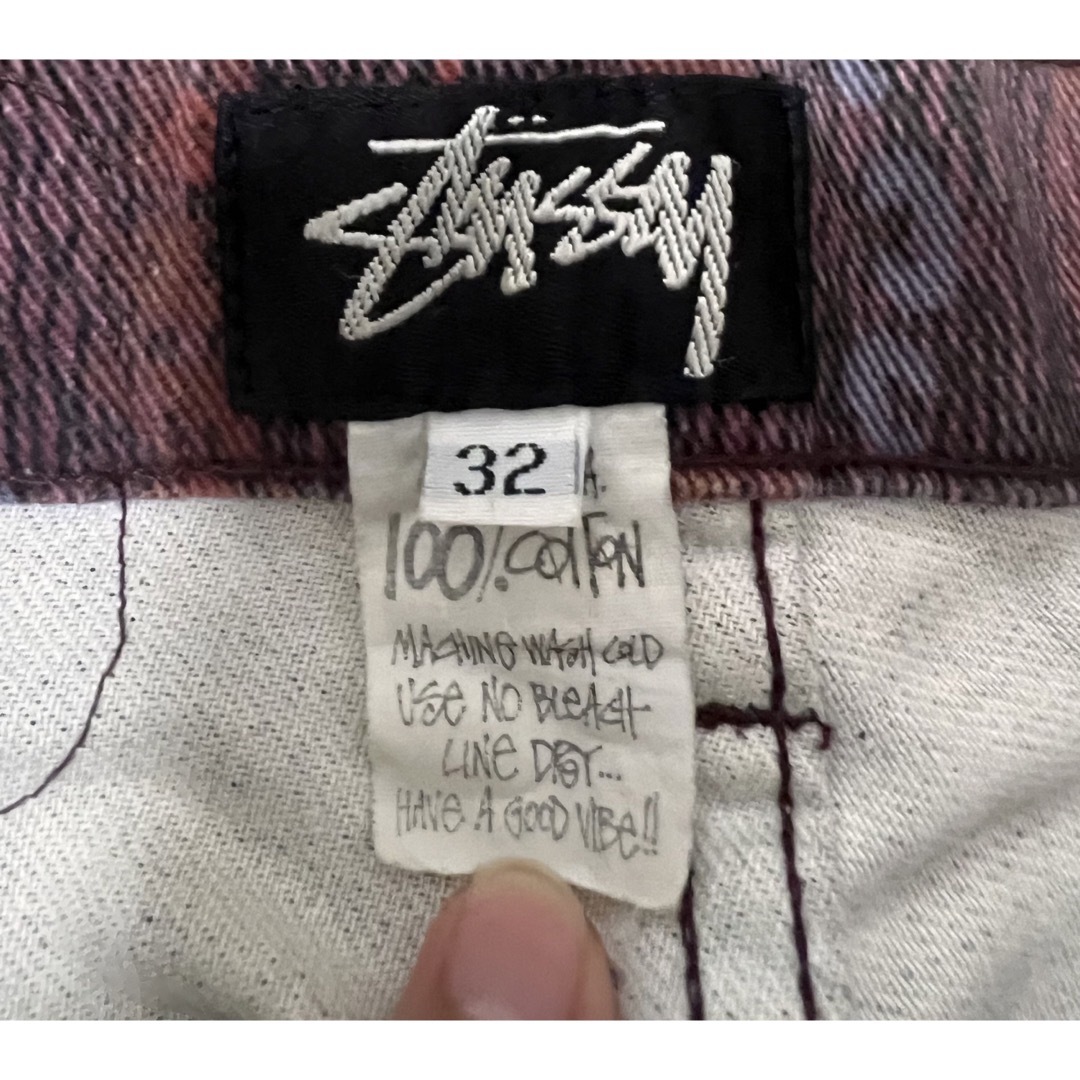 Stüssy
32
A.
100% COTTON
MACHINE WASH COLD
USE NO BLEACH
LINE DRY...
HAVE A GOOD VIBE!!